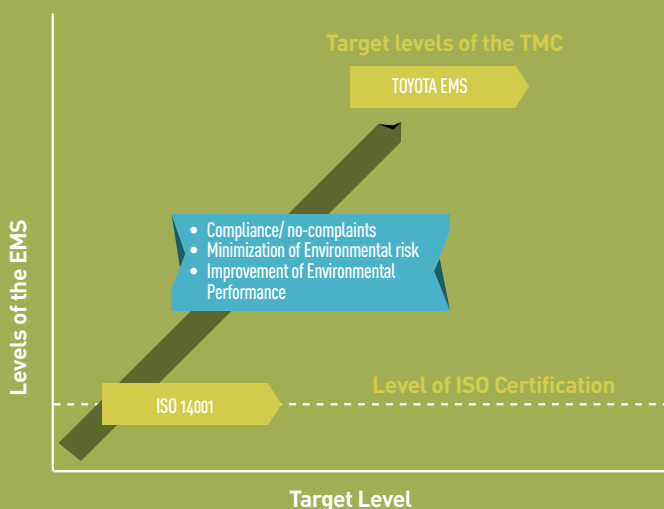 Target levels of the TMC
TOYOTA EMS
• Compliance/ no-complaints
• Minimization of Environmental risk
• Improvement of Environmental
Performance
Levels of the EMS
Level of ISO Certification
ISO 14001
Target Level